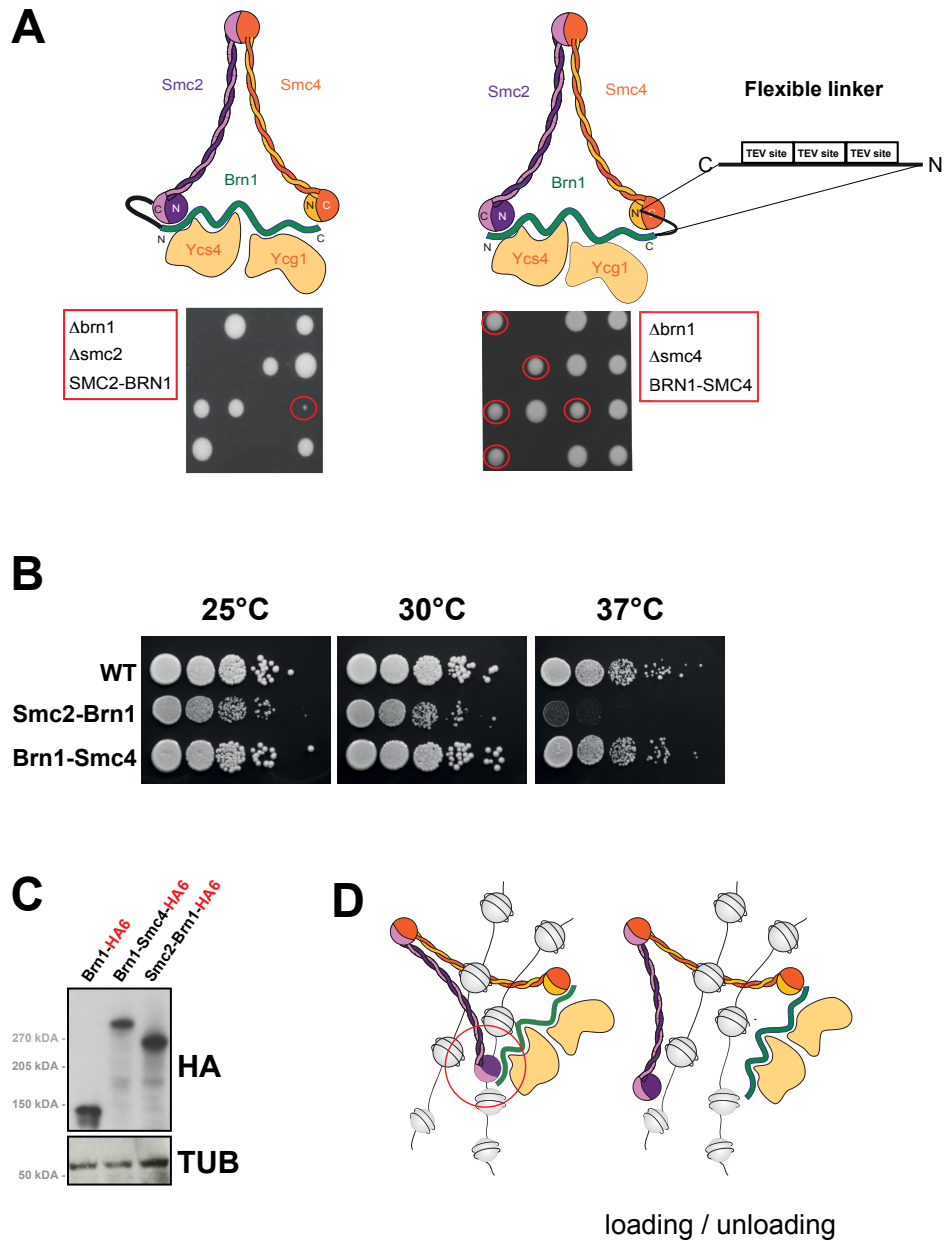 A
Smc2
Smc4
Brn1
C
N
N
C
N
C
Ycs4
Ycg1
Δbrn1
Δsmc2
SMC2-BRN1
Smc2
Smc4
Flexible linker
C
TEV site
TEV site
TEV site
N
Brn1
C
N
N
C
N
C
Ycs4
Ycg1
Δbrn1
Δsmc4
BRN1-SMC4
B
25°C
30°C
37°C
WT
Smc2-Brn1
Brn1-Smc4
C
Brn1-HA6
Brn1-Smc4-HA6
Smc2-Brn1-HA6
270 kDA -
205 kDA -
150 kDA -
HA
50 kDA -
TUB
D
loading / unloading